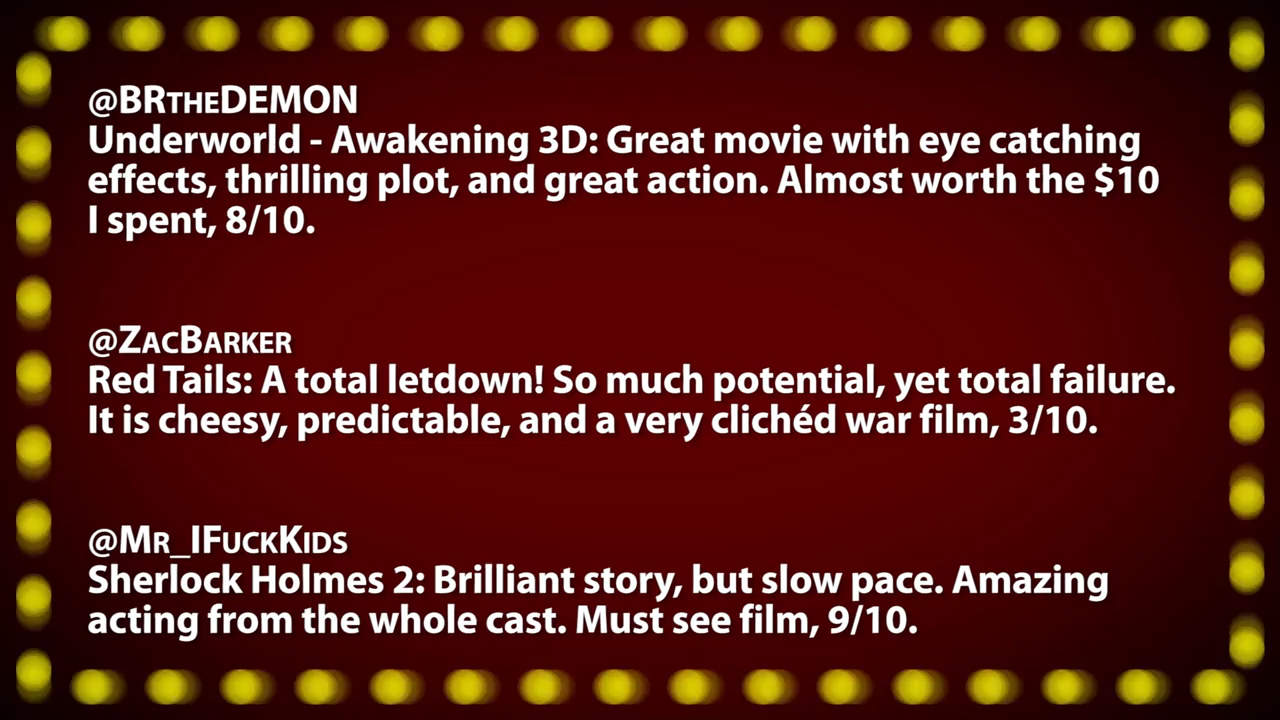 @BRTHEDEMON
Underworld - Awakening 3D: Great movie with eye catching
effects, thrilling plot, and great action. Almost worth the $10
I spent, 8/10.
@ZACBARKER
Red Tails: A total letdown! So much potential, yet total failure.
It is cheesy, predictable, and a very clichéd war film, 3/10.
@MR_IFUCKKIDS
Sherlock Holmes 2: Brilliant story, but slow pace. Amazing
acting from the whole cast. Must see film, 9/10.